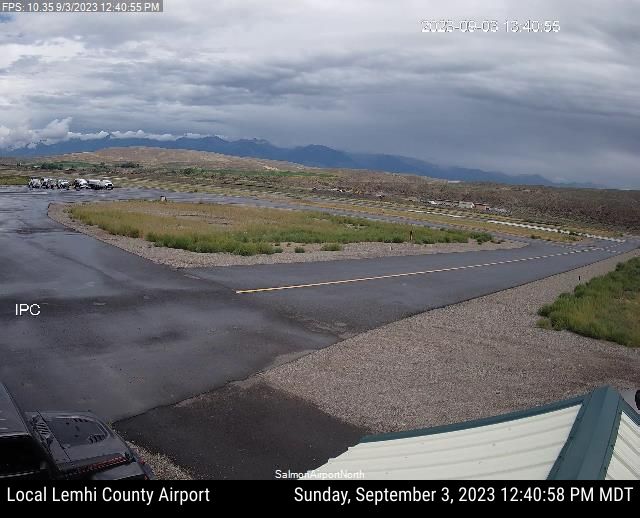 FPS: 10.35 9/3/2023 12:40:55 PM
2023-09-03 13:40:55
IPC
SalmonAirportNorth
Local Lemhi County Airport
Sunday, September 3, 2023 12:40:58 PM MDT